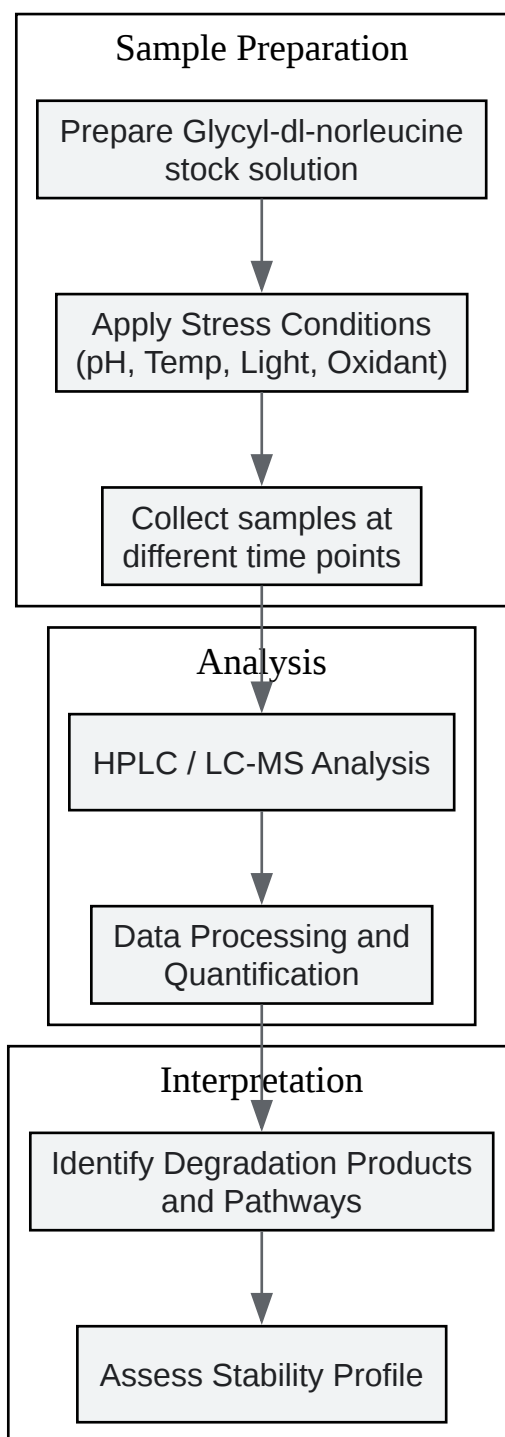 Sample Preparation
Prepare Glycyl-dl-norleucine
stock solution
Apply Stress Conditions
(pH, Temp, Light, Oxidant)
Collect samples at
different time points
Analysis
HPLC / LC-MS Analysis
Data Processing and
Quantification
Interpretation
Identify Degradation Products
and Pathways
Assess Stability Profile